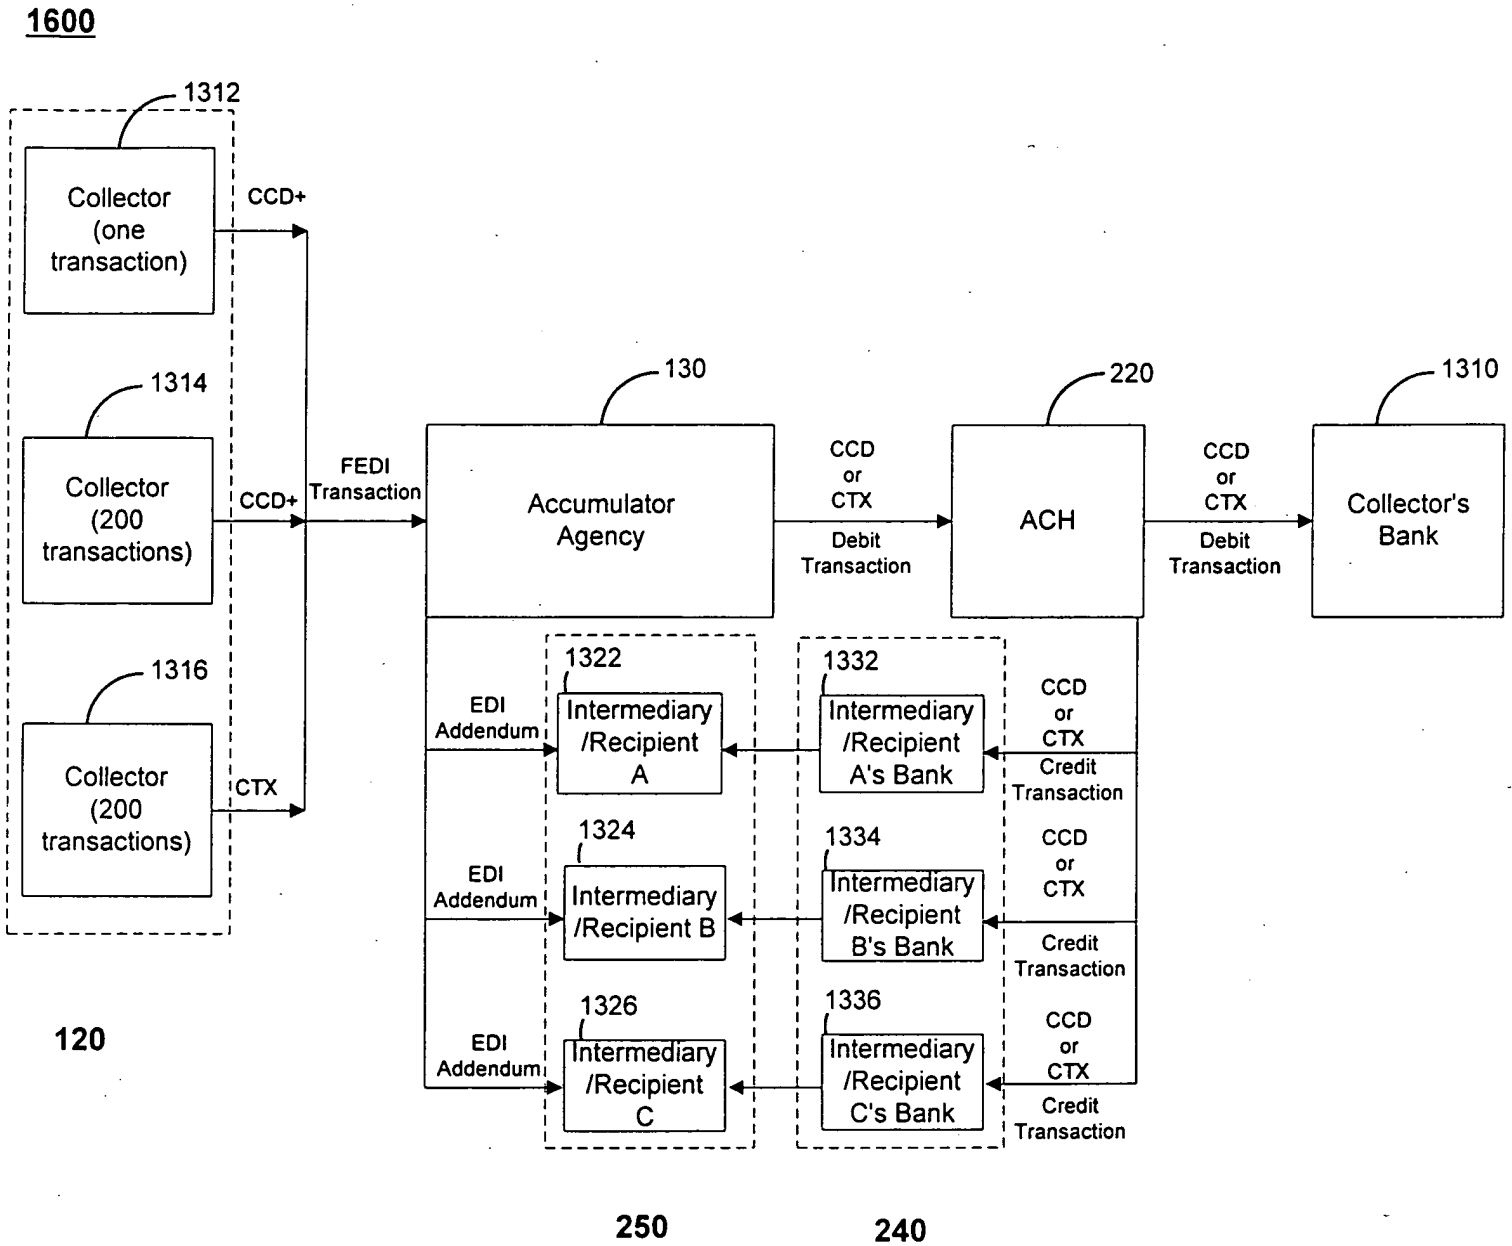 1600
1312
Collector
(one
transaction)
CCD+
1314
Collector
(200
transactions)
CCD+
1316
Collector
(200
transactions)
CTX
120
FEDI
Transaction
130
Accumulator
Agency
CCD
or
CTX
Debit
Transaction
220
ACH
CCD
or
CTX
Debit
Transaction
1310
Collector's
Bank
EDI
Addendum
1322
Intermediary
/Recipient
A
1332
Intermediary
/Recipient
A's Bank
CCD
or
CTX
Credit
Transaction
EDI
Addendum
1324
Intermediary
/Recipient B
1334
Intermediary
/Recipient
B's Bank
CCD
or
CTX
Credit
Transaction
EDI
Addendum
1326
Intermediary
/Recipient
C
1336
Intermediary
/Recipient
C's Bank
CCD
or
CTX
Credit
Transaction
250
240